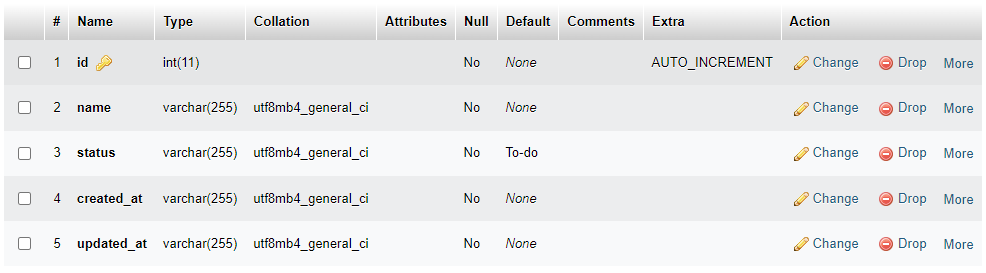 # Name Type Collation Attributes Null Default Comments Extra Action
1 id int(11) No None AUTO_INCREMENT Change Drop More
2 name varchar(255) utf8mb4_general_ci No None Change Drop More
3 status varchar(255) utf8mb4_general_ci No To-do Change Drop More
4 created_at varchar(255) utf8mb4_general_ci No None Change Drop More
5 updated_at varchar(255) utf8mb4_general_ci No None Change Drop More